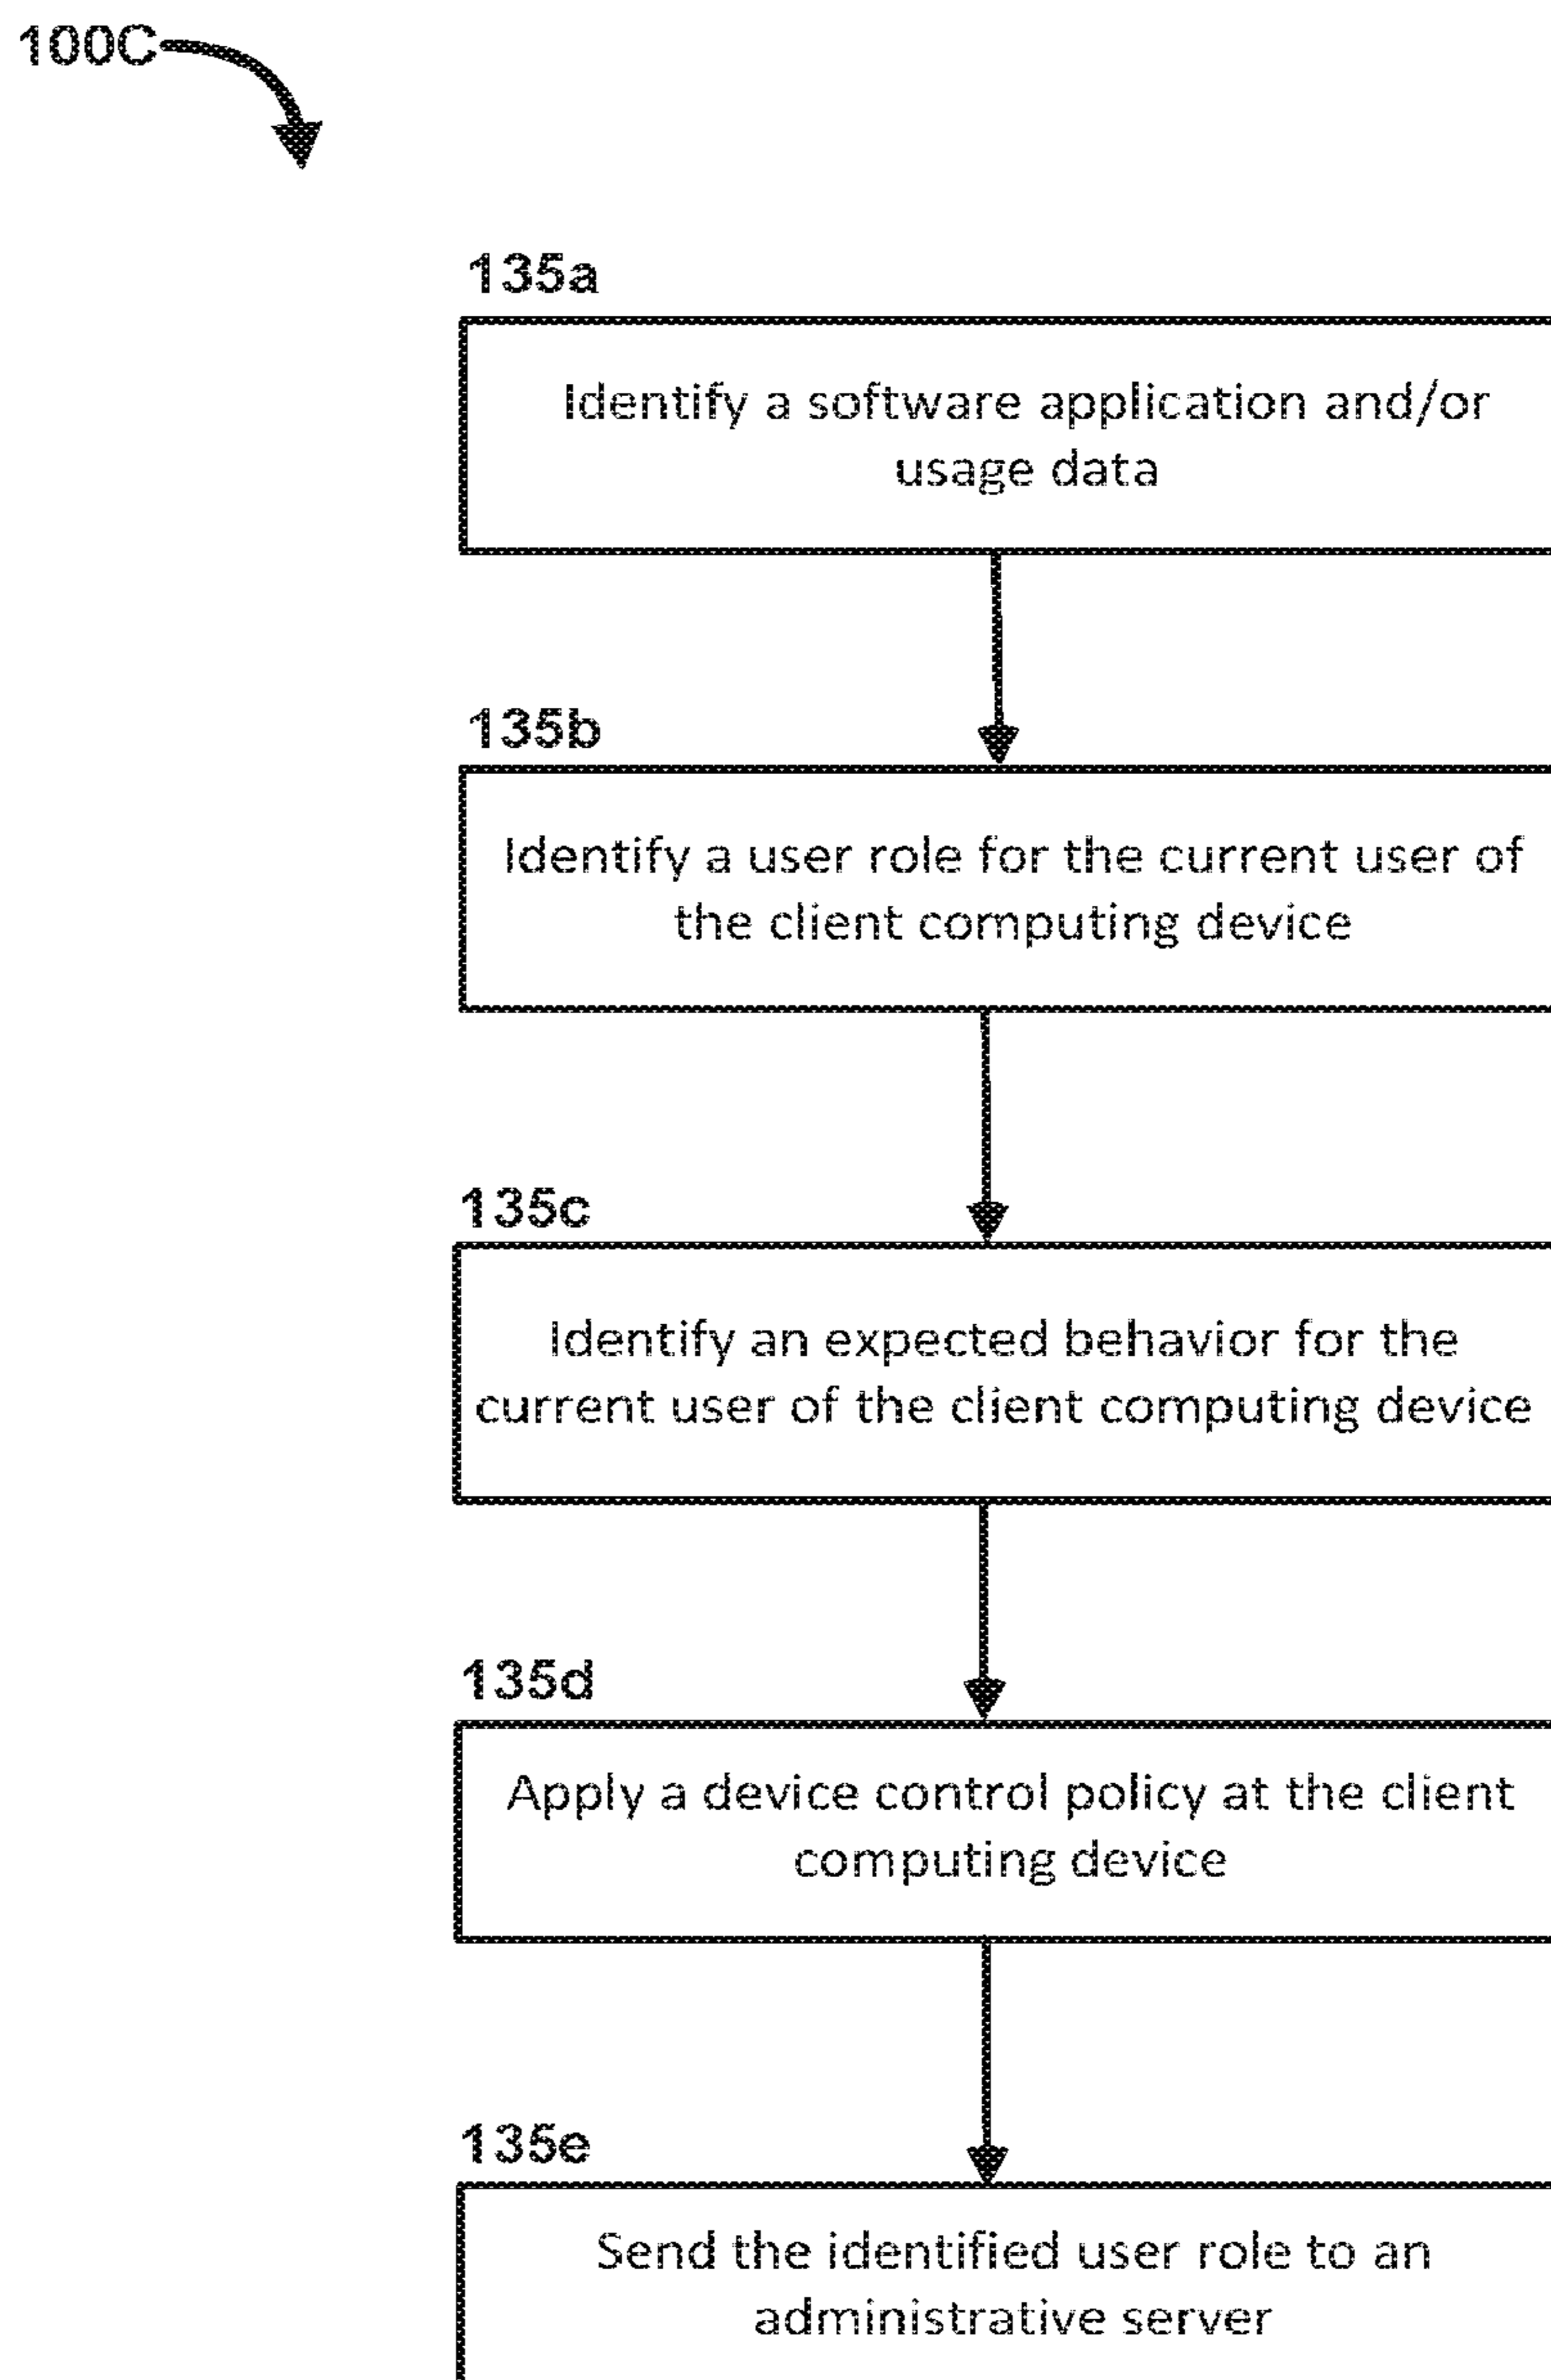 100C
135a
Identify a software application and/or
usage data
135b
Identify a user role for the current user of
the client computing device
135c
Identify an expected behavior for the
current user of the client computing device
135d
Apply a device control policy at the client
computing device
135e
Send the identified user role to an
administrative server